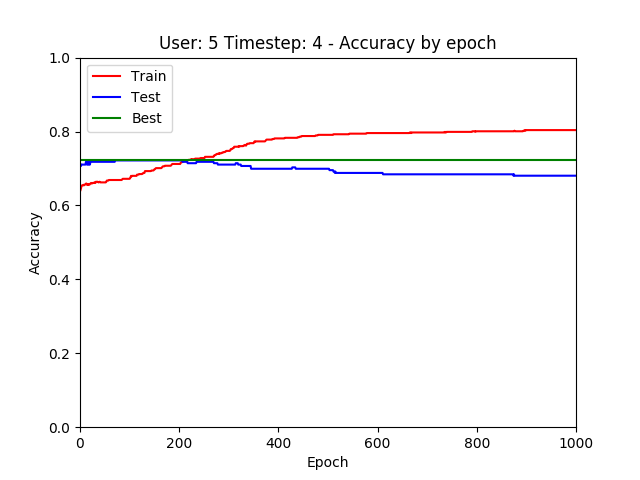 User: 5 Timestep: 4 - Accuracy by epoch
1.0
Train
Test
Best
0.8
0.6
0.4
0.2
0.0
Accuracy
0 200 400 600 800 1000
Epoch